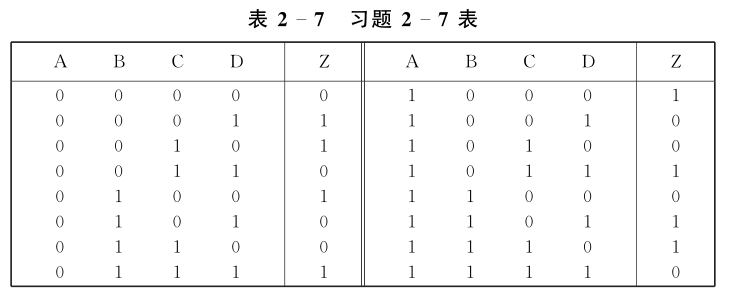 表 2-7 习题 2-7 表
A B C D Z A B C D Z
0 0 0 0 0 1 0 0 0 1
0 0 0 1 1 1 0 0 1 0
0 0 1 0 1 1 0 1 0 0
0 0 1 1 0 1 0 1 1 1
0 1 0 0 1 1 1 0 0 0
0 1 0 1 0 1 1 0 1 1
0 1 1 0 0 1 1 1 0 1
0 1 1 1 1 1 1 1 1 0